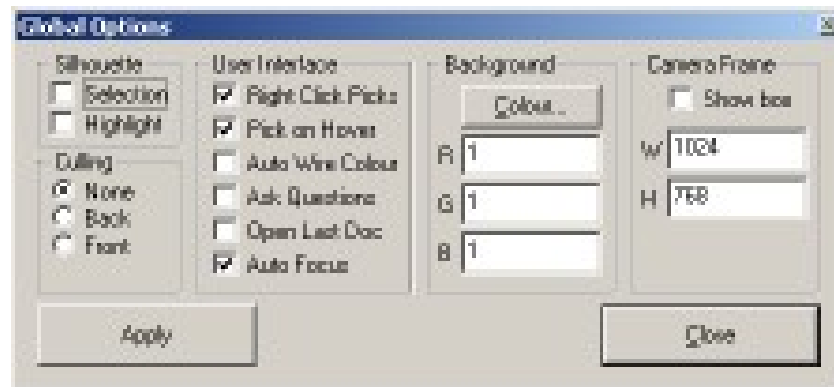 Global Options
Silhouette
Selection
Highlight
Culling
None
Back
Front
User Interface
Right Click Picks
Pick on Hover
Auto Wire Colour
Ask Questions
Open Last Doc
Auto Focus
Background
Colour...
R 1
G 1
B 1
Camera Frame
Show box
W 1024
H 768
Apply
Close